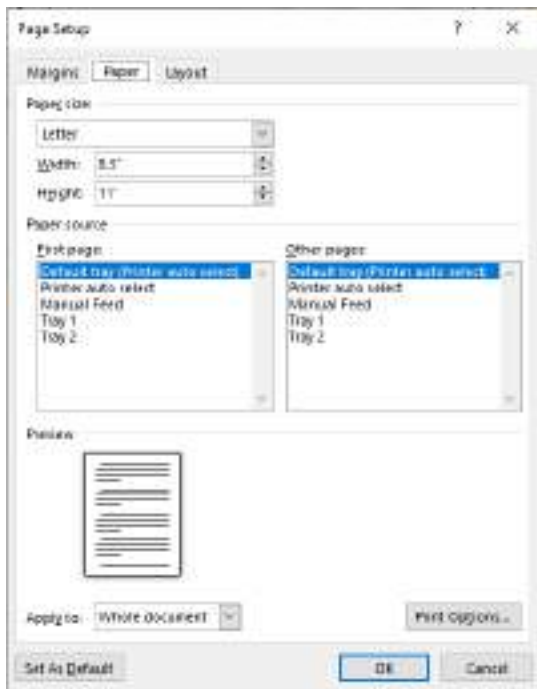 Page Setup ? ×
Margins Paper Layout
Paper size:
Letter
Width: 8.5"
Height: 11"
Paper source
First page: Other pages:
Default tray (Printer auto select) Default tray (Printer auto select)
Printer auto select Printer auto select
Manual Feed Manual Feed
Tray 1 Tray 1
Tray 2 Tray 2
Preview
Apply to: Whole document Print Options...
Set As Default OK Cancel